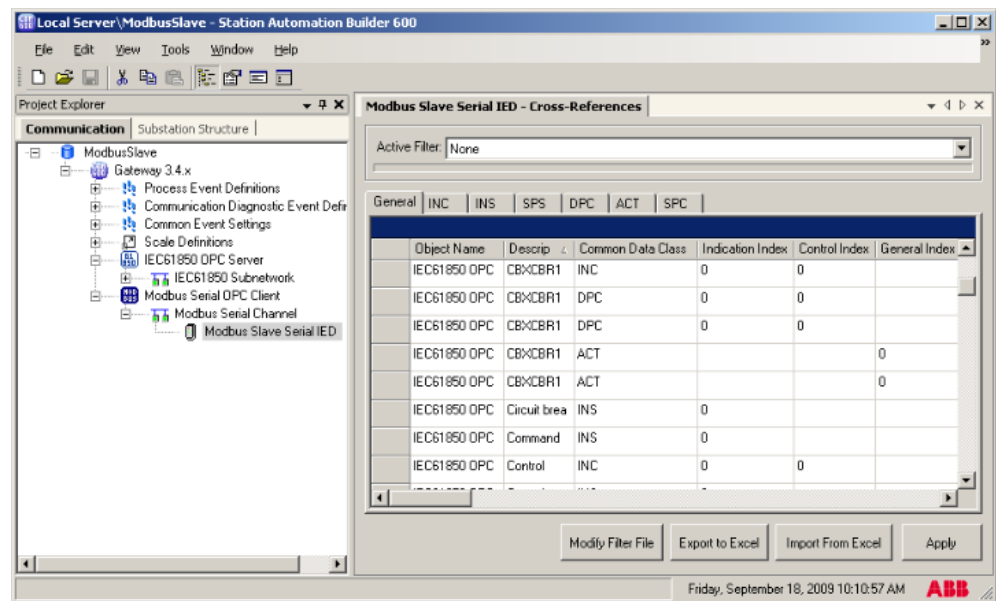 Local Server\ModbusSlave - Station Automation Builder 600
File Edit View Tools Window Help
Project Explorer
Communication Substation Structure
ModbusSlave
Gateway 3.4.x
Process Event Definitions
Communication Diagnostic Event Defir
Common Event Settings
Scale Definitions
IEC61850 OPC Server
IEC61850 Subnetwork
Modbus Serial OPC Client
Modbus Serial Channel
Modbus Slave Serial IED
Modbus Slave Serial IED - Cross-References
Active Filter: None
General INC INS SPS DPC ACT SPC
Object Name Descrip Common Data Class Indication Index Control Index General Index
IEC61850 OPC CBXCBR1 INC 0 0
IEC61850 OPC CBXCBR1 DPC 0 0
IEC61850 OPC CBXCBR1 DPC 0 0
IEC61850 OPC CBXCBR1 ACT 0
IEC61850 OPC CBXCBR1 ACT 0
IEC61850 OPC Circuit brea INS 0
IEC61850 OPC Command INS 0
IEC61850 OPC Control INC 0 0
Modify Filter File Export to Excel Import From Excel Apply
Friday, September 18, 2009 10:10:57 AM ABB